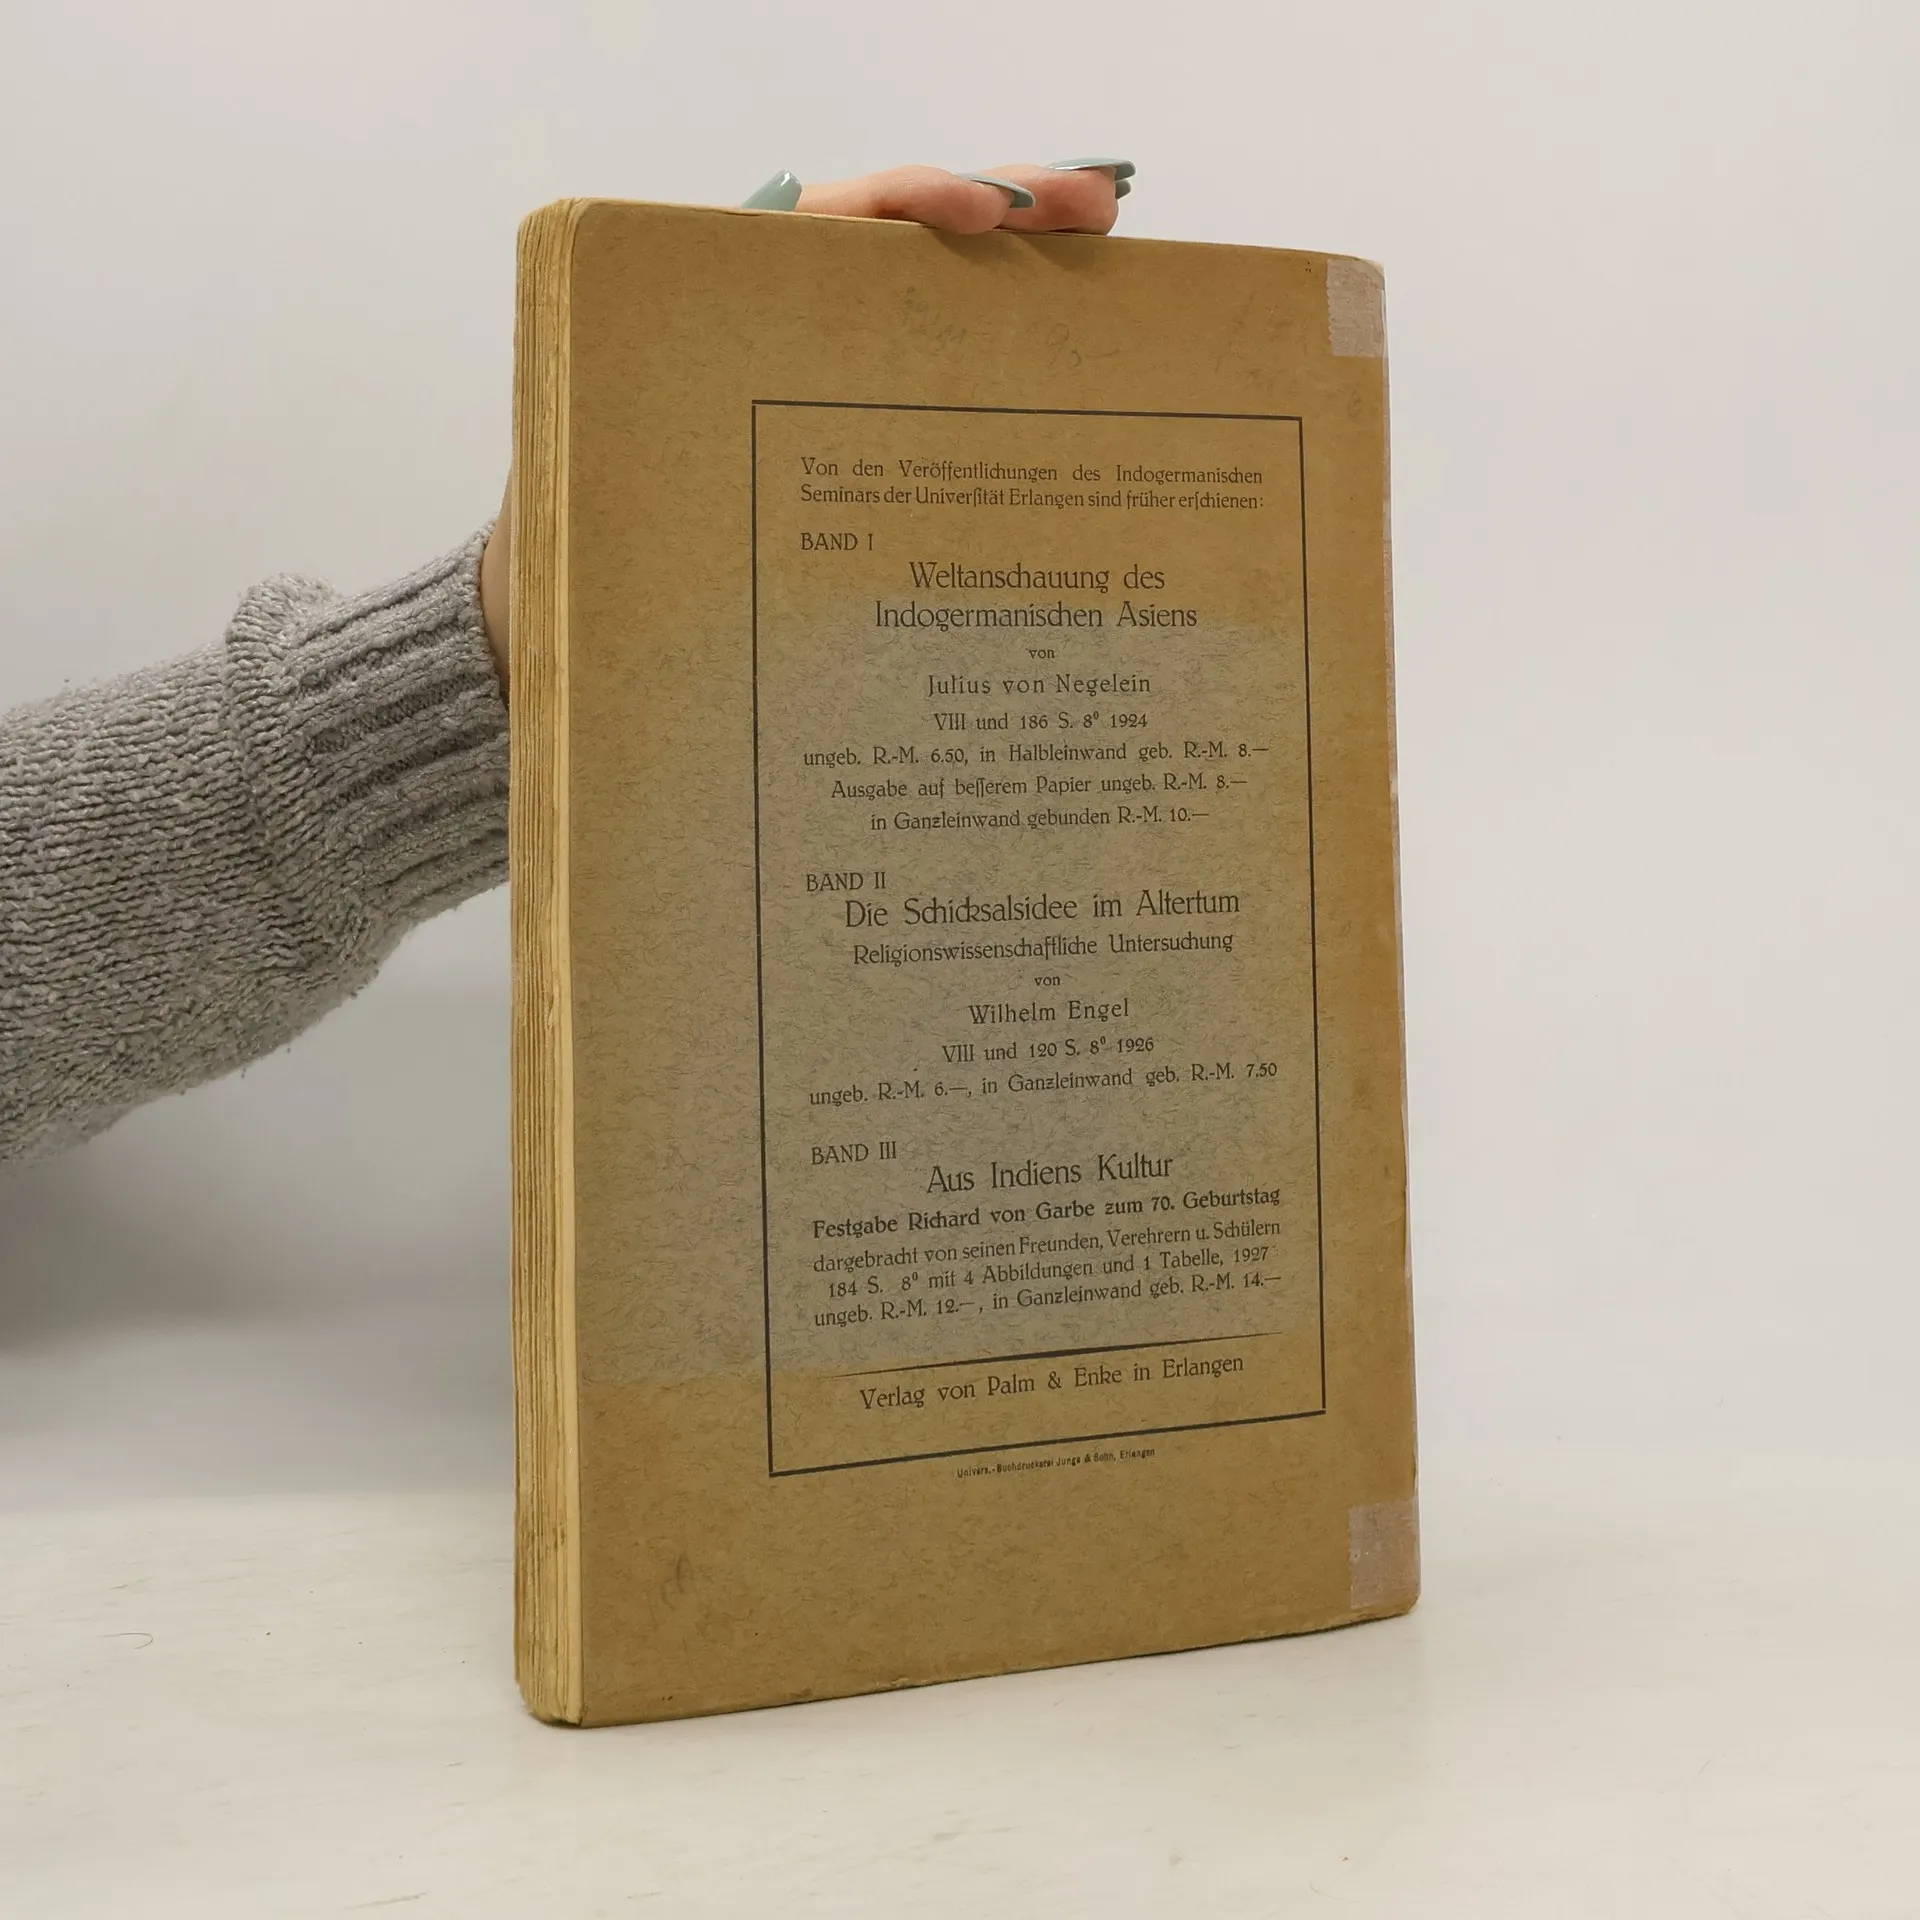 Von den Veröffentlichungen des Indogermanischen
Seminars der Univerſität Erlangen sind früher erſchienen:
BAND I
Weltanschauung des
Indogermanischen Asiens
von
Julius von Negelein
VIII und 186 S. 8⁰ 1924
ungeb. R.-M. 6.50, in Halbleinwand geb. R.-M. 8.—
Ausgabe auf beſſerem Papier ungeb. R.-M. 8.—
in Ganzleinwand gebunden R.-M. 10.—
BAND II
Die Schicksalsidee im Altertum
Religionswissenschaftliche Untersuchung
von
Wilhelm Engel
VIII und 120 S. 8⁰ 1926
ungeb. R.-M. 6.—, in Ganzleinwand geb. R.-M. 7.50
BAND III
Aus Indiens Kultur
Festgabe Richard von Garbe zum 70. Geburtstag
dargebracht von seinen Freunden, Verehrern u. Schülern
184 S. 8⁰ mit 4 Abbildungen und 1 Tabelle, 1927
ungeb. R.-M. 12.—, in Ganzleinwand geb. R.-M. 14.—
Verlag von Palm & Enke in Erlangen
Univers.-Buchdruckerei Junge & Sohn, Erlangen